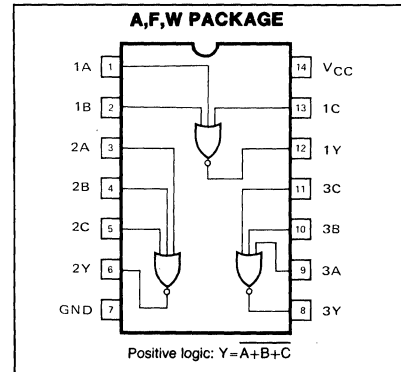 A,F,W PACKAGE
1A 1 14 V_CC
1B 2 13 1C
2A 3 12 1Y
2B 4 11 3C
2C 5 10 3B
2Y 6 9 3A
GND 7 8 3Y
Positive logic: Y=A+B+C